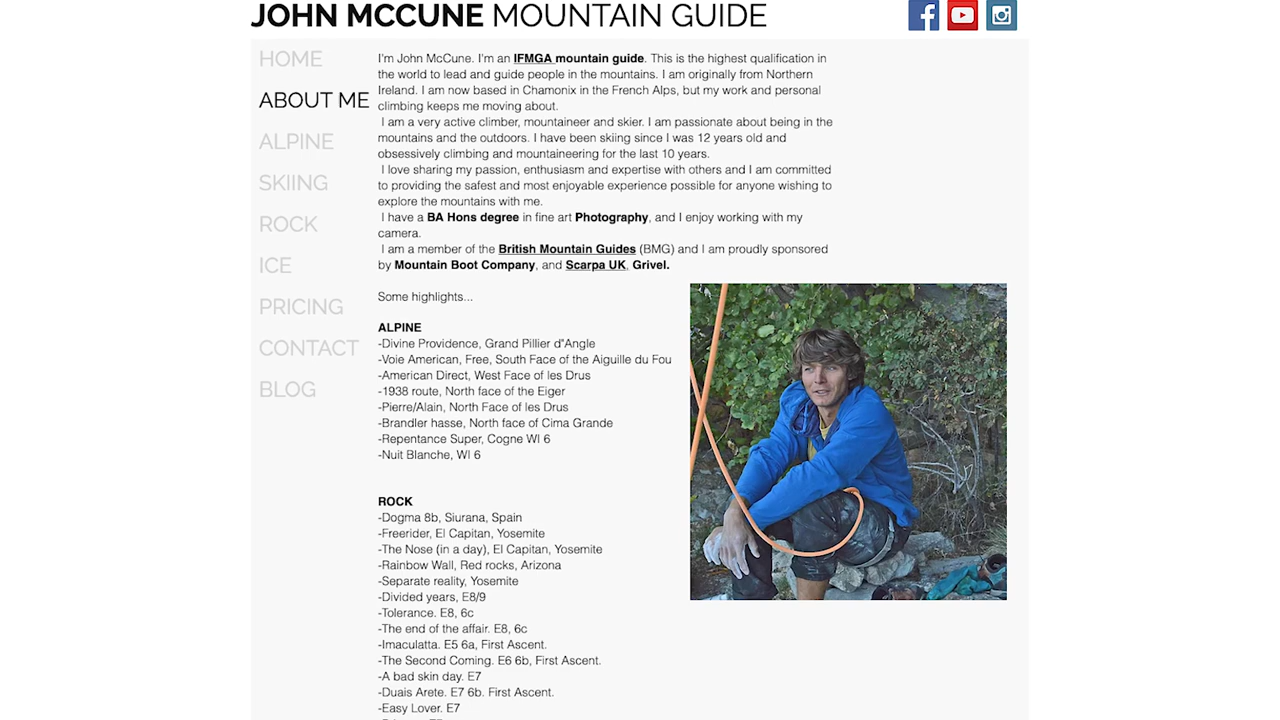 JOHN MCCUNE MOUNTAIN GUIDE
HOME
ABOUT ME
ALPINE
SKIING
ROCK
ICE
PRICING
CONTACT
BLOG
I'm John McCune. I'm an IFMGA mountain guide. This is the highest qualification in
the world to lead and guide people in the mountains. I am originally from Northern
Ireland. I am now based in Chamonix in the French Alps, but my work and personal
climbing keeps me moving about.
I am a very active climber, mountaineer and skier. I am passionate about being in the
mountains and the outdoors. I have been skiing since I was 12 years old and
obsessively climbing and mountaineering for the last 10 years.
I love sharing my passion, enthusiasm and expertise with others and I am committed
to providing the safest and most enjoyable experience possible for anyone wishing to
explore the mountains with me.
I have a BA Hons degree in fine art Photography, and I enjoy working with my
camera.
I am a member of the British Mountain Guides (BMG) and I am proudly sponsored
by Mountain Boot Company, and Scarpa UK, Grivel.
Some highlights...
ALPINE
-Divine Providence, Grand Pillier d"Angle
-Voie American, Free, South Face of the Aiguille du Fou
-American Direct, West Face of les Drus
-1938 route, North face of the Eiger
-Pierre/Alain, North Face of les Drus
-Brandler hasse, North face of Cima Grande
-Repentance Super, Cogne WI 6
-Nuit Blanche, WI 6
ROCK
-Dogma 8b, Siurana, Spain
-Freerider, El Capitan, Yosemite
-The Nose (in a day), El Capitan, Yosemite
-Rainbow Wall, Red rocks, Arizona
-Separate reality, Yosemite
-Divided years, E8/9
-Tolerance. E8, 6c
-The end of the affair. E8, 6c
-Imaculatta. E5 6a, First Ascent.
-The Second Coming. E6 6b, First Ascent.
-A bad skin day. E7
-Duais Arete. E7 6b. First Ascent.
-Easy Lover. E7